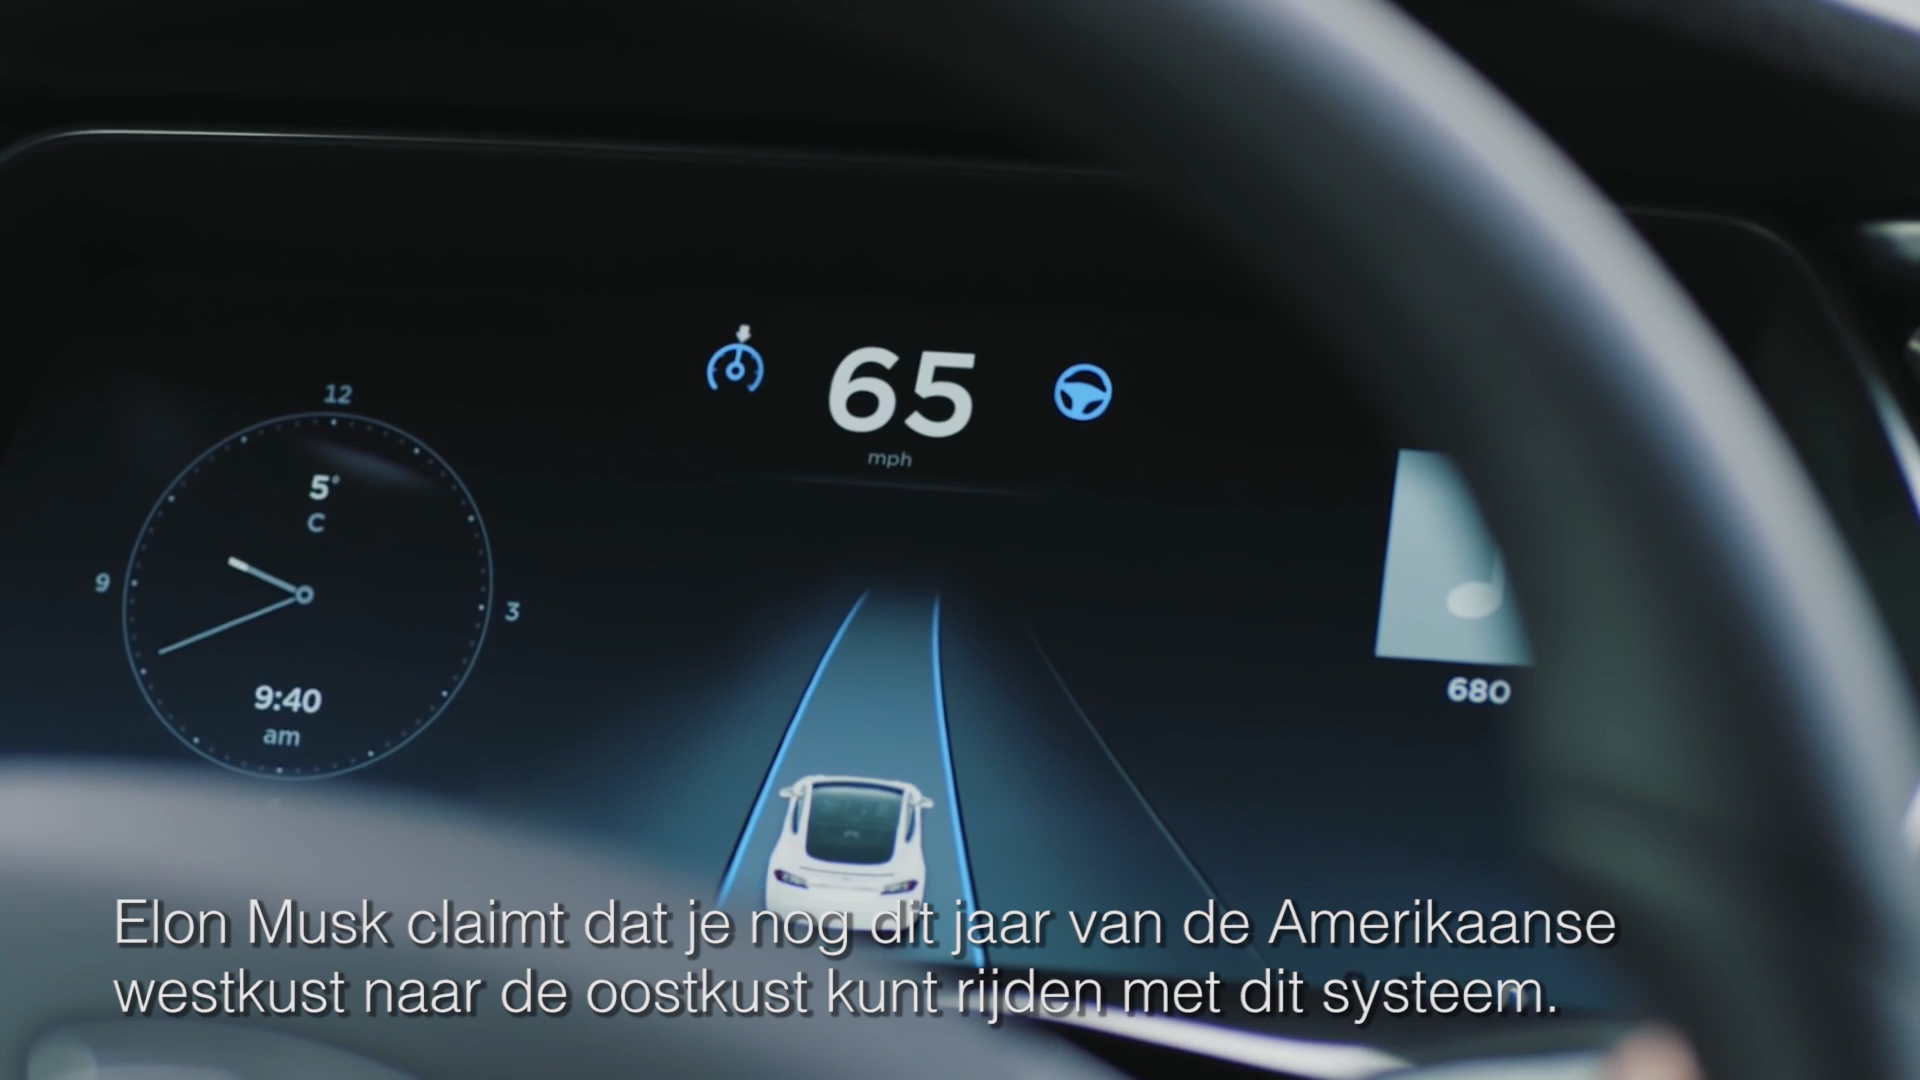 12
65
mph
5°
C
9
3
9:40
am
680
Elon Musk claimt dat je nog dit jaar van de Amerikaanse
westkust naar de oostkust kunt rijden met dit systeem.